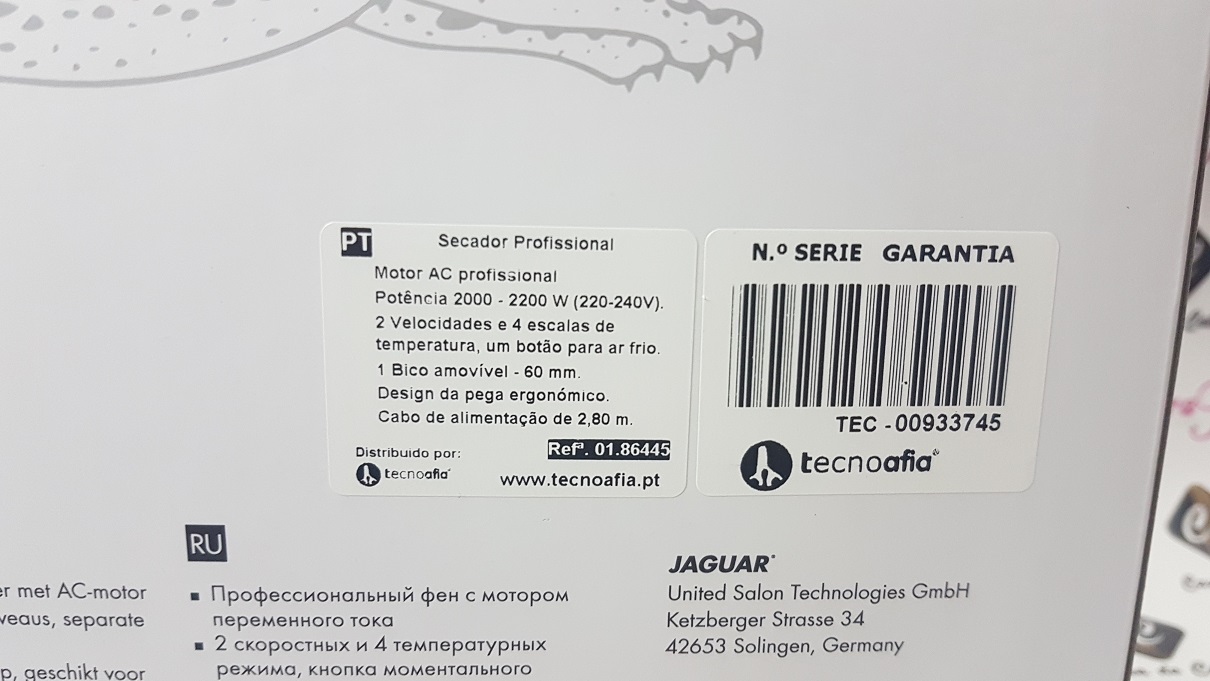 PT
Secador Profissional
Motor AC profissional
Potência 2000 - 2200 W (220-240V).
2 Velocidades e 4 escalas de
temperatura, um botão para ar frio.
1 Bico amovível - 60 mm.
Design da pega ergonómico.
Cabo de alimentação de 2,80 m.
Distribuido por:
Refª. 01.86445
tecnoafia
www.tecnoafia.pt
N.º SERIE GARANTIA
TEC - 00933745
tecnoafia
met AC-motor
separate
geschikt voor
RU
▪ Профессиональный фен с мотором
переменного тока
▪ 2 скоростных и 4 температурных
режима, кнопка моментального
JAGUAR
United Salon Technologies GmbH
Ketzberger Strasse 34
42653 Solingen, Germany